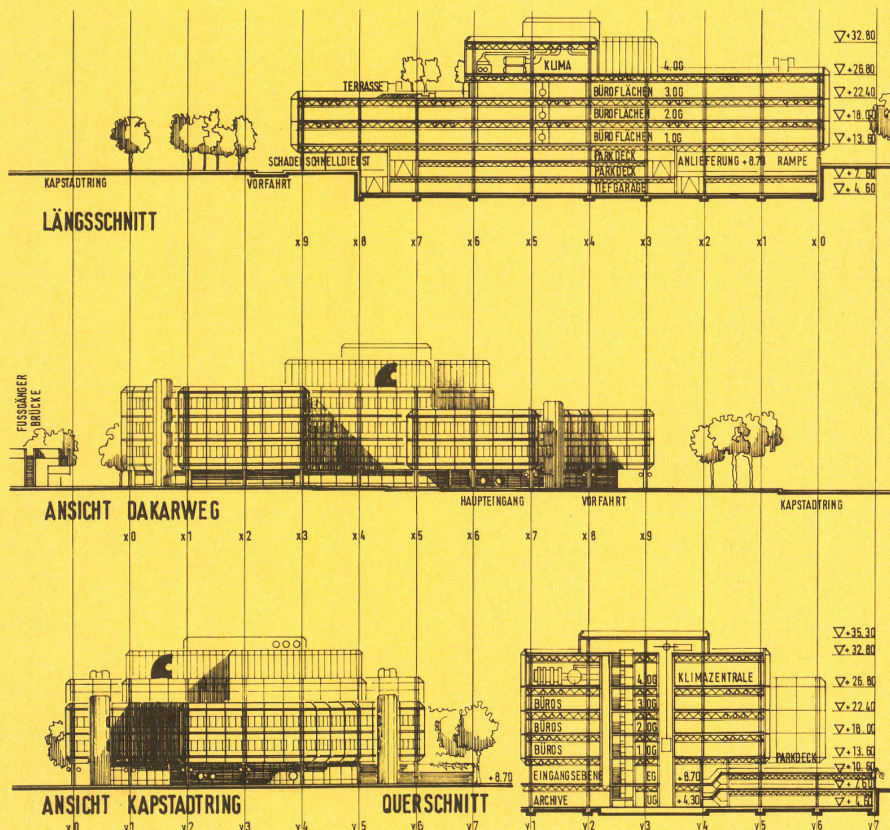 ▽+32.80
KLIMA 4.OG
▽+26.80
TERRASSE
BÜROFLÄCHEN 3.OG
▽+22.40
BÜROFLÄCHEN 2.OG
▽+18.00
BÜROFLÄCHEN 1.OG
▽+13.60
SCHADENSCHNELLDIENST
PARKDECK
ANLIEFERUNG +8.70 RAMPE
PARKDECK
▽+7.60
TIEFGARAGE
▽+4.60
KAPSTADTRING
VORFAHRT
LÄNGSSCHNITT
x9 x8 x7 x6 x5 x4 x3 x2 x1 x0
FUSSGÄNGER
BRÜCKE
HAUPTEINGANG
VORFAHRT
KAPSTADTRING
ANSICHT DAKARWEG
x0 x1 x2 x3 x4 x5 x6 x7 x8 x9
▽+35.30
▽+32.80
4.OG KLIMAZENTRALE
▽+26.80
BÜROS 3.OG
▽+22.40
BÜROS 2.OG
▽+18.00
BÜROS 1.OG
▽+13.60
PARKDECK
▽+10.60
EINGANGSEBENE EG +8.70
▽+7.60
ARCHIVE UG +4.30
▽+4.60
+8.70
ANSICHT KAPSTADTRING
QUERSCHNITT
y0 y1 y2 y3 y4 y5 y6 y7
y1 y2 y3 y4 y5 y6 y7